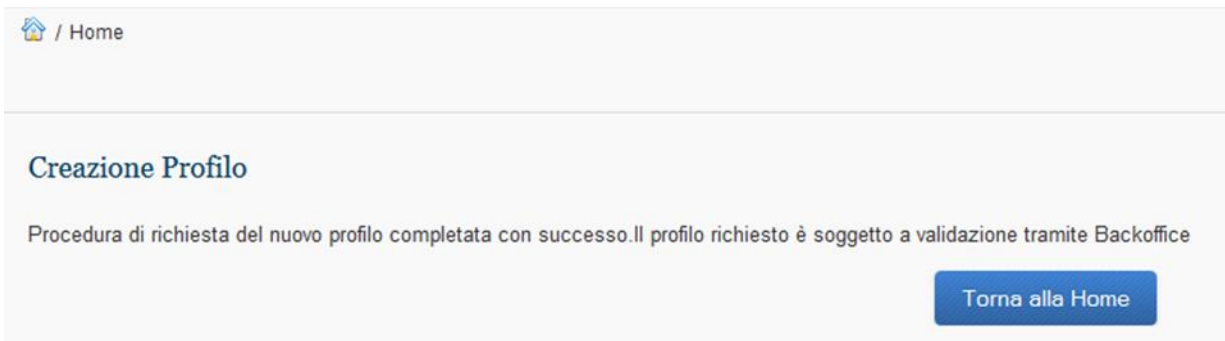 / Home
Creazione Profilo
Procedura di richiesta del nuovo profilo completata con successo.Il profilo richiesto è soggetto a validazione tramite Backoffice
Torna alla Home